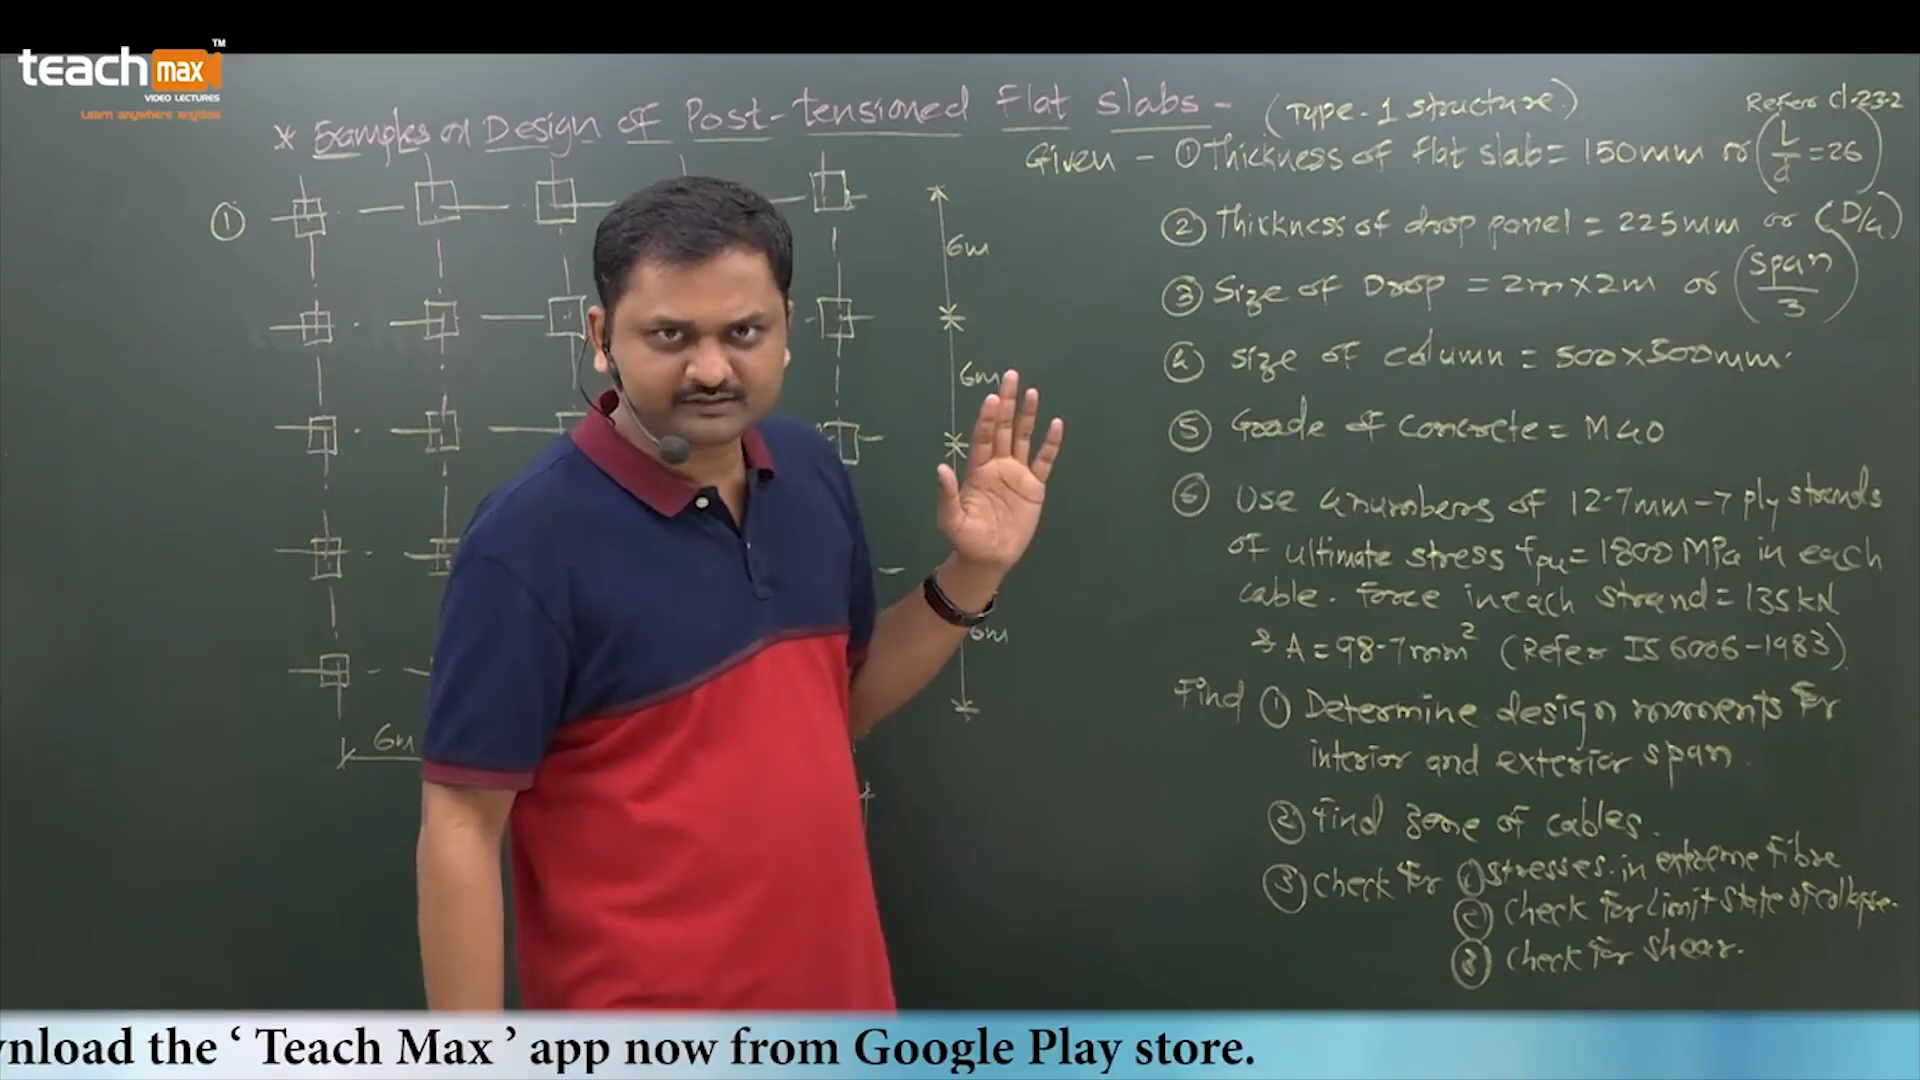 teach max ™
VIDEO LECTURES
Learn anywhere anytime
* Examples on Design of Post-tensioned Flat slabs - (Type-1 structure)
Refer Cl-23.2
Given - ① Thickness of flat slab = 150mm or (L/d = 26)
① 
② Thickness of drop panel = 225mm or (D/4)
6m
③ Size of Drop = 2m x 2m or (span/3)
④ Size of column = 500 x 500mm.
6m
⑤ Grade of Concrete = M40
⑥ Use 4 numbers of 12.7mm-7 ply strands
of ultimate stress fpu = 1800 MPa in each
cable. Force in each strand = 135kN
6m
& A = 98.7mm² (Refer IS 6006-1983)
Find ① Determine design moments for
interior and exterior span.
6m
② Find zone of cables.
③ Check for ① stresses in extreme fibre
② Check for limit state of collapse.
③ Check for shear.
nload the ‘ Teach Max ’ app now from Google Play store.